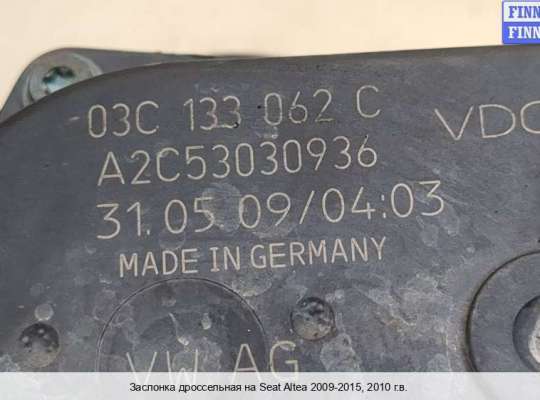 FINN
FINN
03C 133 062 C
VDO
A2C53030936
31.05.09/04:03
MADE IN GERMANY
VW AG
Заслонка дроссельная на Seat Altea 2009-2015, 2010 г.в.